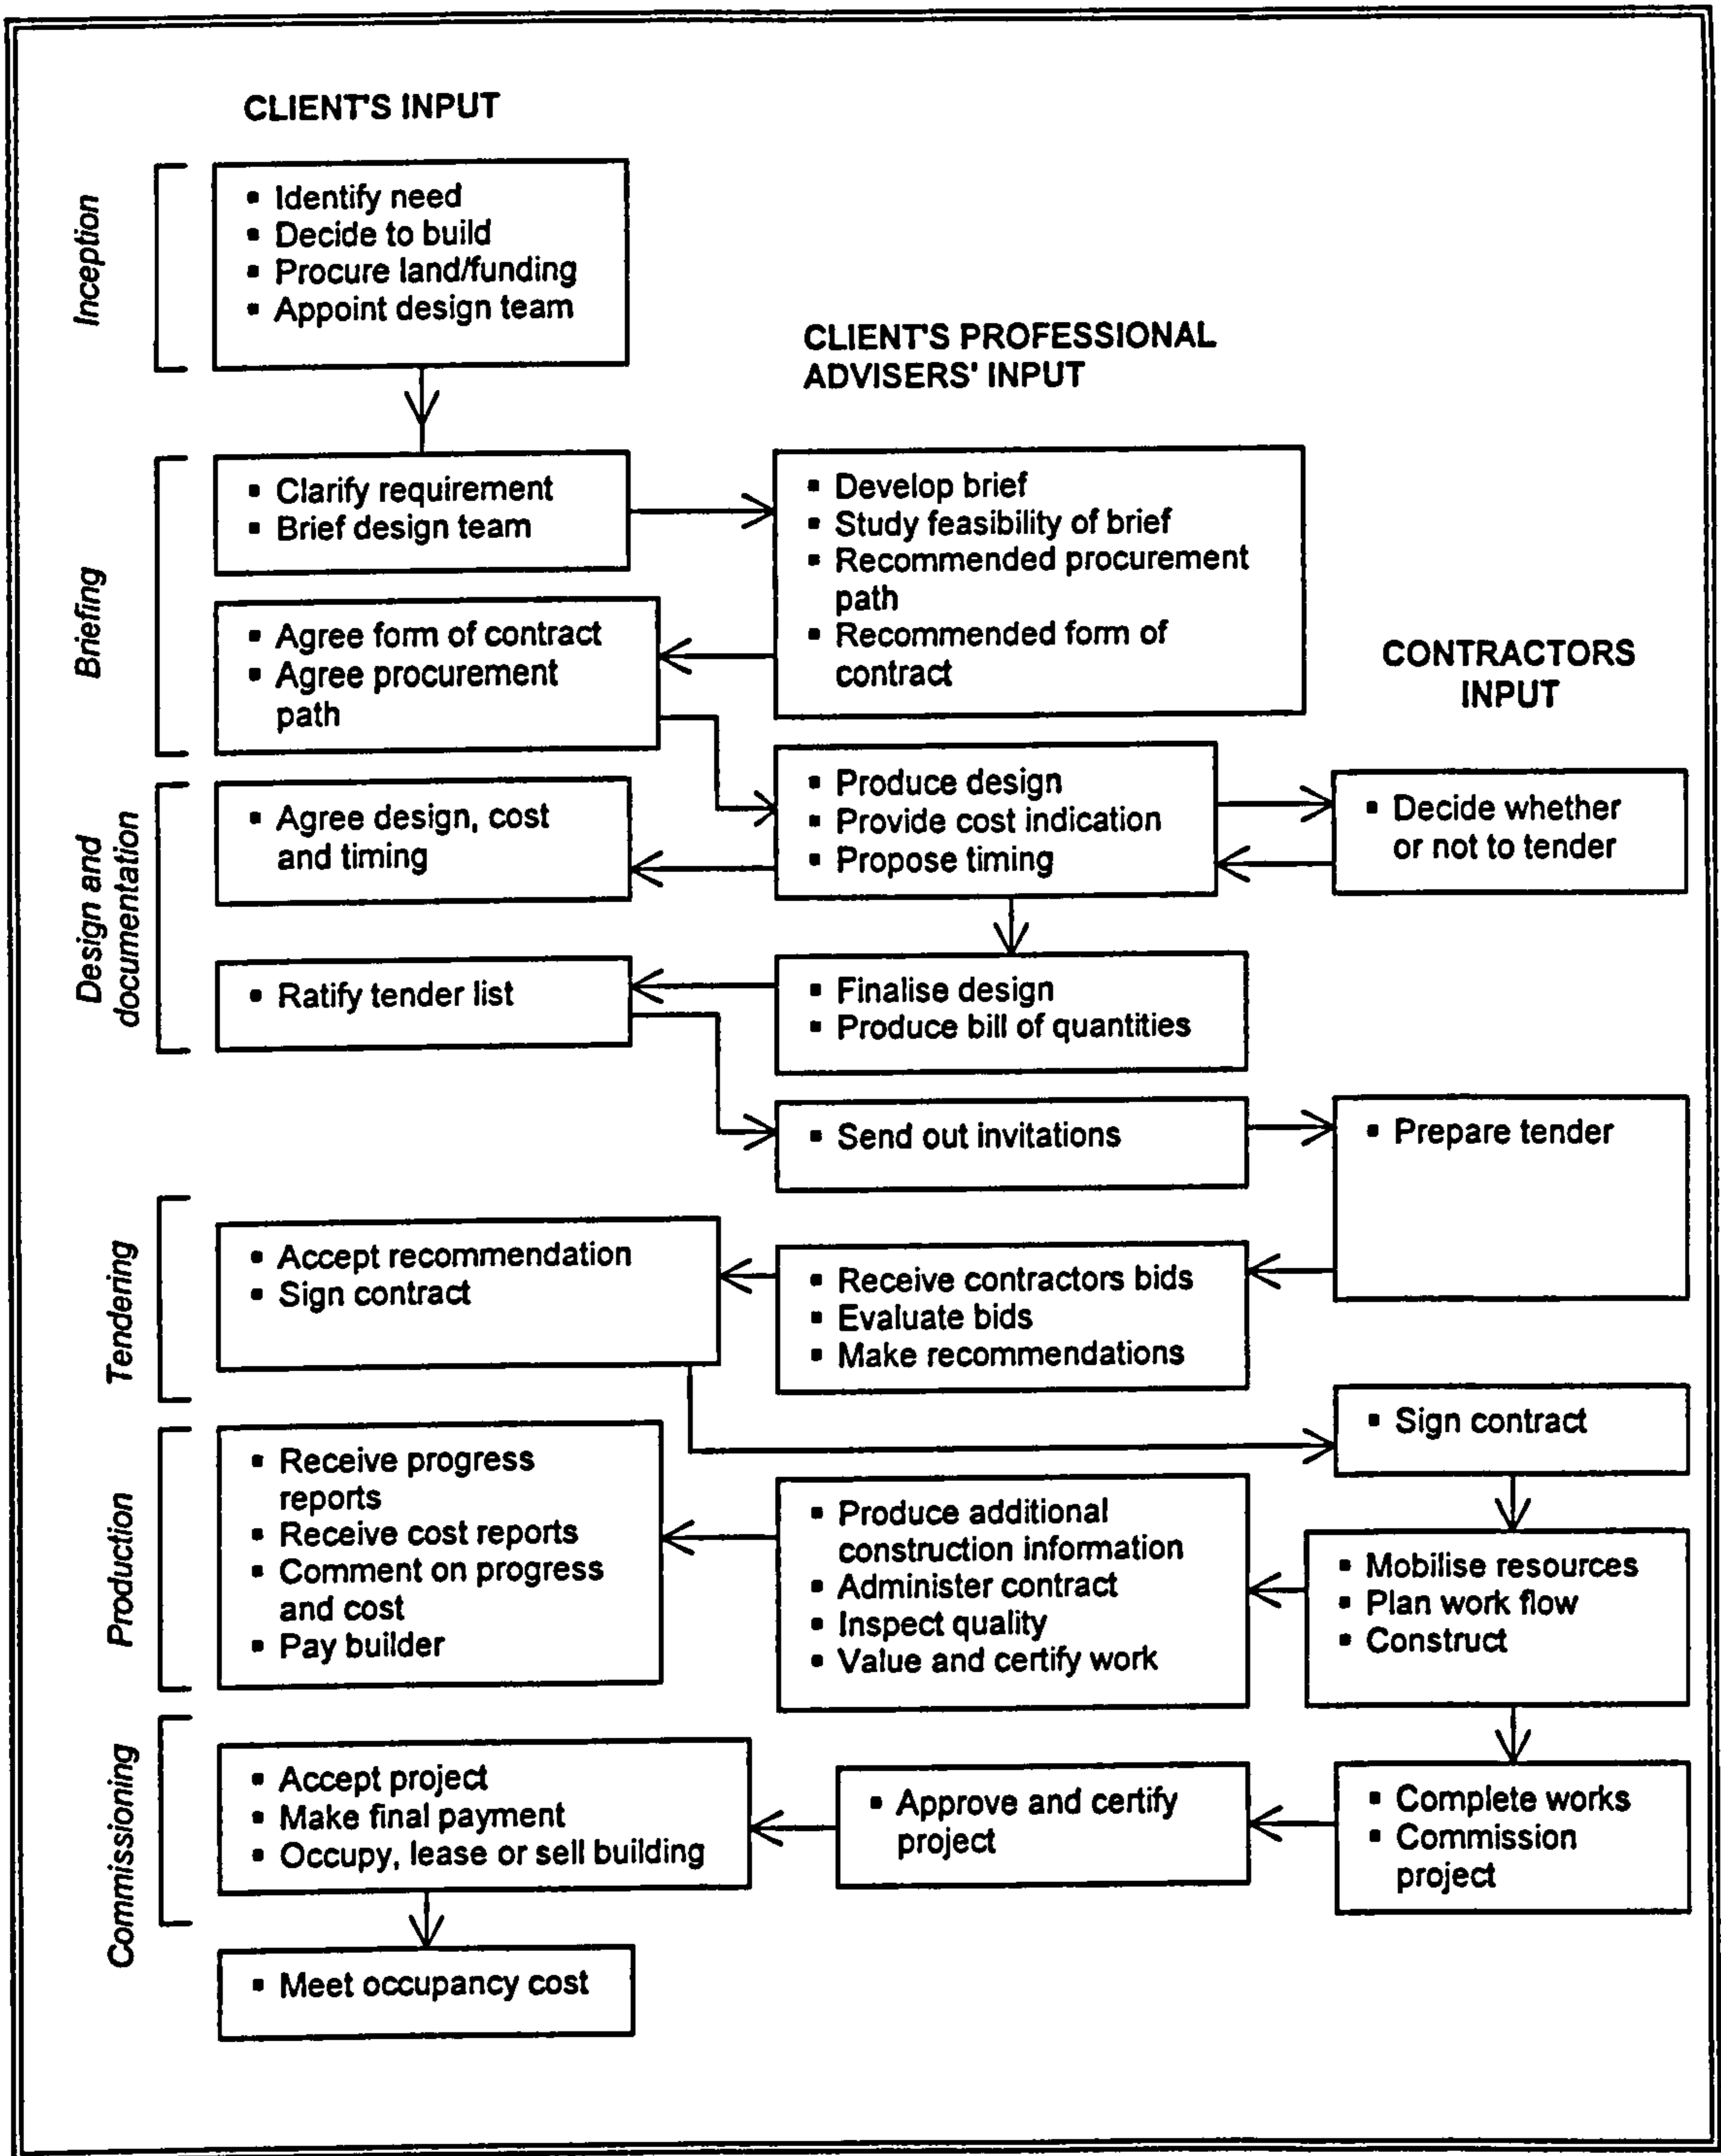 CLIENT'S INPUT
Inception
▪ Identify need
▪ Decide to build
▪ Procure land/funding
▪ Appoint design team
CLIENT'S PROFESSIONAL
ADVISERS' INPUT
Briefing
▪ Clarify requirement
▪ Brief design team
▪ Develop brief
▪ Study feasibility of brief
▪ Recommended procurement
path
▪ Recommended form of
contract
▪ Agree form of contract
▪ Agree procurement
path
CONTRACTORS
INPUT
Design and
documentation
▪ Agree design, cost
and timing
▪ Produce design
▪ Provide cost indication
▪ Propose timing
▪ Decide whether
or not to tender
▪ Ratify tender list
▪ Finalise design
▪ Produce bill of quantities
▪ Send out invitations
▪ Prepare tender
Tendering
▪ Accept recommendation
▪ Sign contract
▪ Receive contractors bids
▪ Evaluate bids
▪ Make recommendations
▪ Sign contract
Production
▪ Receive progress
reports
▪ Receive cost reports
▪ Comment on progress
and cost
▪ Pay builder
▪ Produce additional
construction information
▪ Administer contract
▪ Inspect quality
▪ Value and certify work
▪ Mobilise resources
▪ Plan work flow
▪ Construct
Commissioning
▪ Accept project
▪ Make final payment
▪ Occupy, lease or sell building
▪ Approve and certify
project
▪ Complete works
▪ Commission
project
▪ Meet occupancy cost